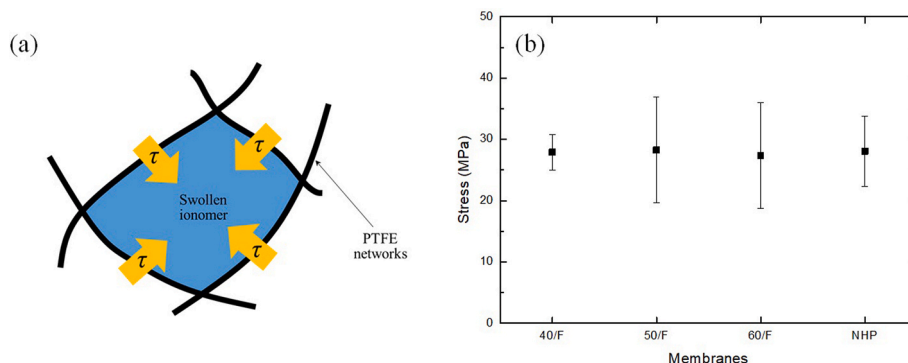 (a)
τ
τ
Swollen
ionomer
τ
τ
PTFE
networks
(b)
Stress (MPa)
50
40
30
20
10
0
40/F
50/F
60/F
NHP
Membranes